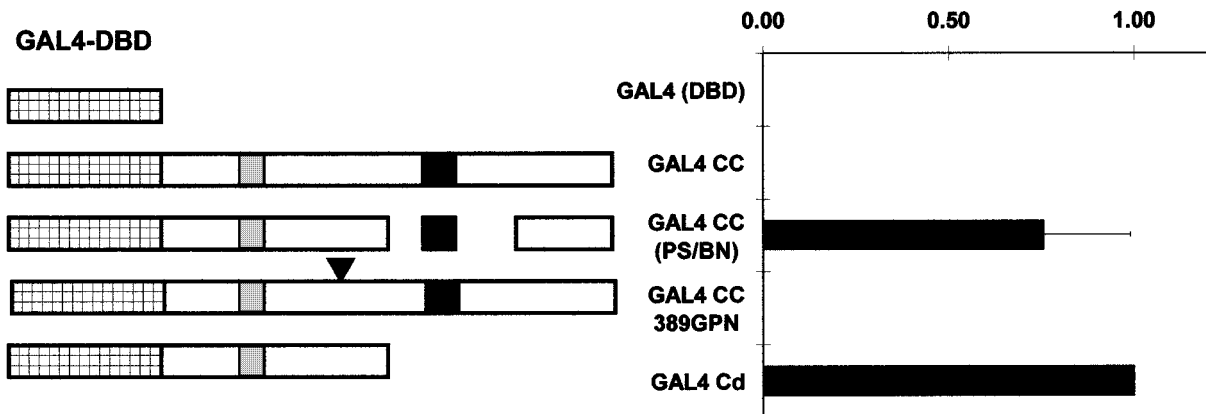 0.00 0.50 1.00
GAL4-DBD
GAL4 (DBD)
GAL4 CC
GAL4 CC
(PS/BN)
GAL4 CC
389GPN
GAL4 Cd